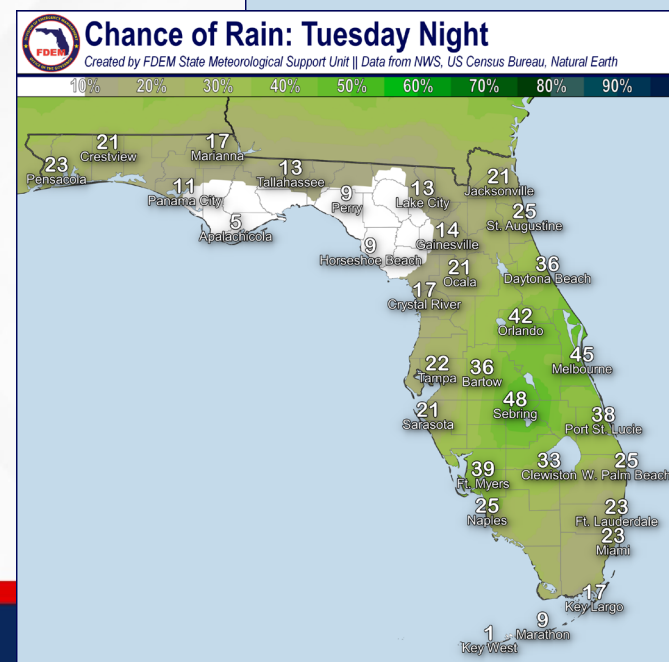 FDEM
Chance of Rain: Tuesday Night
Created by FDEM State Meteorological Support Unit || Data from NWS, US Census Bureau, Natural Earth
10% 20% 30% 40% 50% 60% 70% 80% 90%
21
Crestview
17
Marianna
23
Pensacola
13
Tallahassee
11
Panama City
5
Apalachicola
9
Perry
13
Lake City
21
Jacksonville
25
St. Augustine
14
Gainesville
9
Horseshoe Beach
21
Ocala
36
Daytona Beach
17
Crystal River
42
Orlando
45
Melbourne
22
Tampa
36
Bartow
48
Sebring
21
Sarasota
38
Port St. Lucie
39
Ft. Myers
33
Clewiston
25
W. Palm Beach
25
Naples
23
Ft. Lauderdale
23
Miami
17
Key Largo
9
Marathon
1
Key West